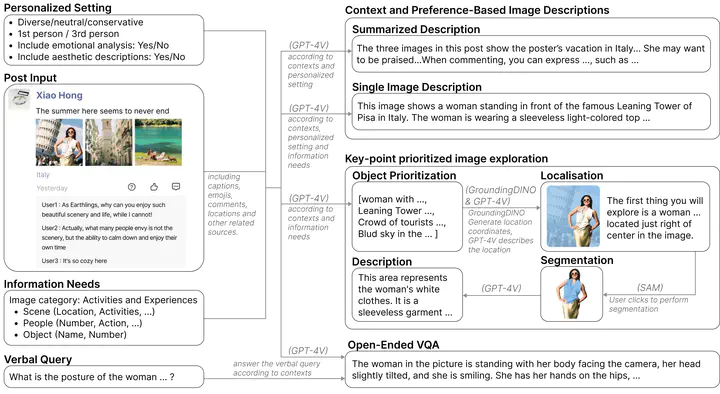 Personalized Setting
• Diverse/neutral/conservative
• 1st person / 3rd person
• Include emotional analysis: Yes/No
• Include aesthetic descriptions: Yes/No
Post Input
Xiao Hong
The summer here seems to never end
Italy
Yesterday
User1 : As Earthlings, why can you enjoy such
beautiful scenery and life, while I cannot!
User2 : Actually, what many people envy is not the
scenery, but the ability to calm down and enjoy their
own time
User3 : It's so cozy here
Information Needs
Image category: Activities and Experiences
• Scene (Location, Activities, ...)
• People (Number, Action, ...)
• Object (Name, Number)
Verbal Query
What is the posture of the woman ... ?
including
captions,
emojis,
comments,
locations and
other related
sources.
(GPT-4V)
according to
contexts and
personalized
setting
(GPT-4V)
according to
contexts,
personalized
setting and
information
needs
(GPT-4V)
according to
contexts and
information
needs
(GPT-4V)
answer the verbal query
according to contexts
Context and Preference-Based Image Descriptions
Summarized Description
The three images in this post show the poster's vacation in Italy... She may want
to be praised...When commenting, you can express ..., such as ...
Single Image Description
This image shows a woman standing in front of the famous Leaning Tower of
Pisa in Italy. The woman is wearing a sleeveless light-colored top ...
Key-point prioritized image exploration
Object Prioritization
[woman with ...,
Leaning Tower ...,
Crowd of tourists ...,
Blud sky in the ... ]
(GroundingDINO
& GPT-4V)
GroundingDINO
Generate location
coordinates,
GPT-4V describes
the location
Localisation
The first thing you will
explore is a woman ...
located just right of
center in the image.
Description
This area represents
the woman's white
clothes. It is a
sleeveless garment ...
(GPT-4V)
Segmentation
(SAM)
User clicks to perform
segmentation
Open-Ended VQA
The woman in the picture is standing with her body facing the camera, her head
slightly tilted, and she is smiling. She has her hands on the hips, ...